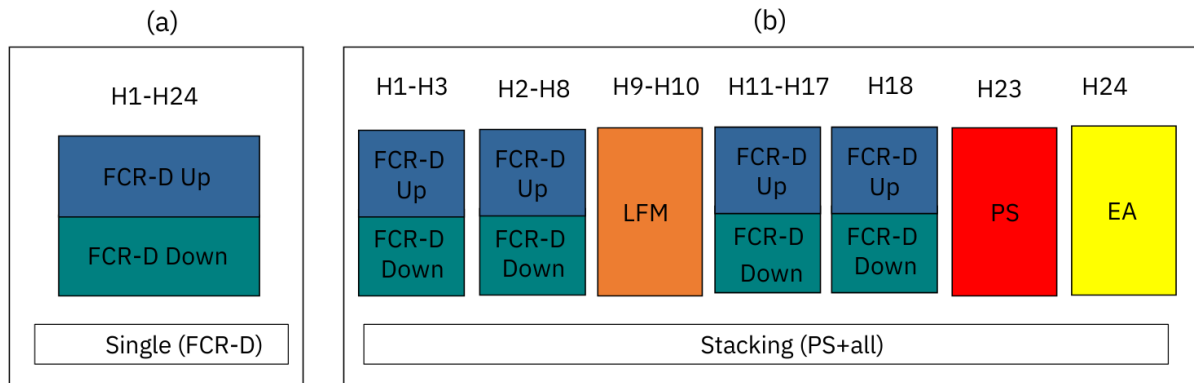 (a)
H1-H24
FCR-D Up
FCR-D Down
Single (FCR-D)
(b)
H1-H3
H2-H8
H9-H10
H11-H17
H18
H23
H24
FCR-D
Up
FCR-D
Down
FCR-D
Up
FCR-D
Down
LFM
FCR-D
Up
FCR-D
Down
FCR-D
Up
FCR-D
Down
PS
EA
Stacking (PS+all)